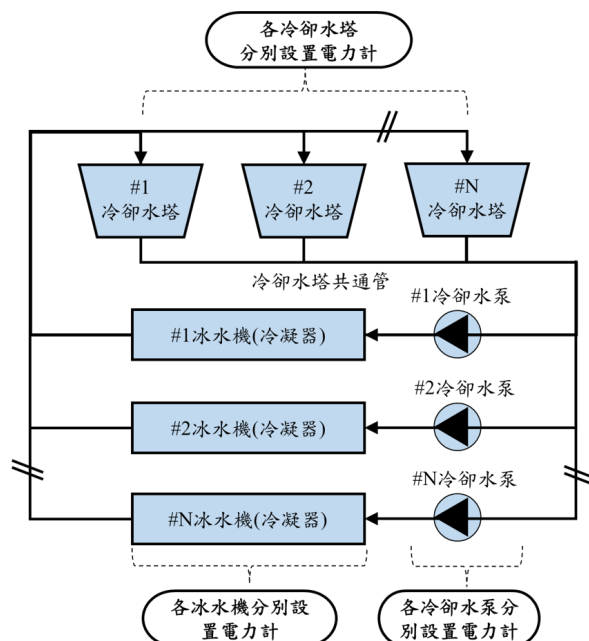 各冷卻水塔
分別設置電力計
#1
冷卻水塔
#2
冷卻水塔
#N
冷卻水塔
冷卻水塔共通管
#1冷卻水泵
#1冰水機(冷凝器)
#2冷卻水泵
#2冰水機(冷凝器)
#N冷卻水泵
#N冰水機(冷凝器)
各冰水機分別設
置電力計
各冷卻水泵分
別設置電力計